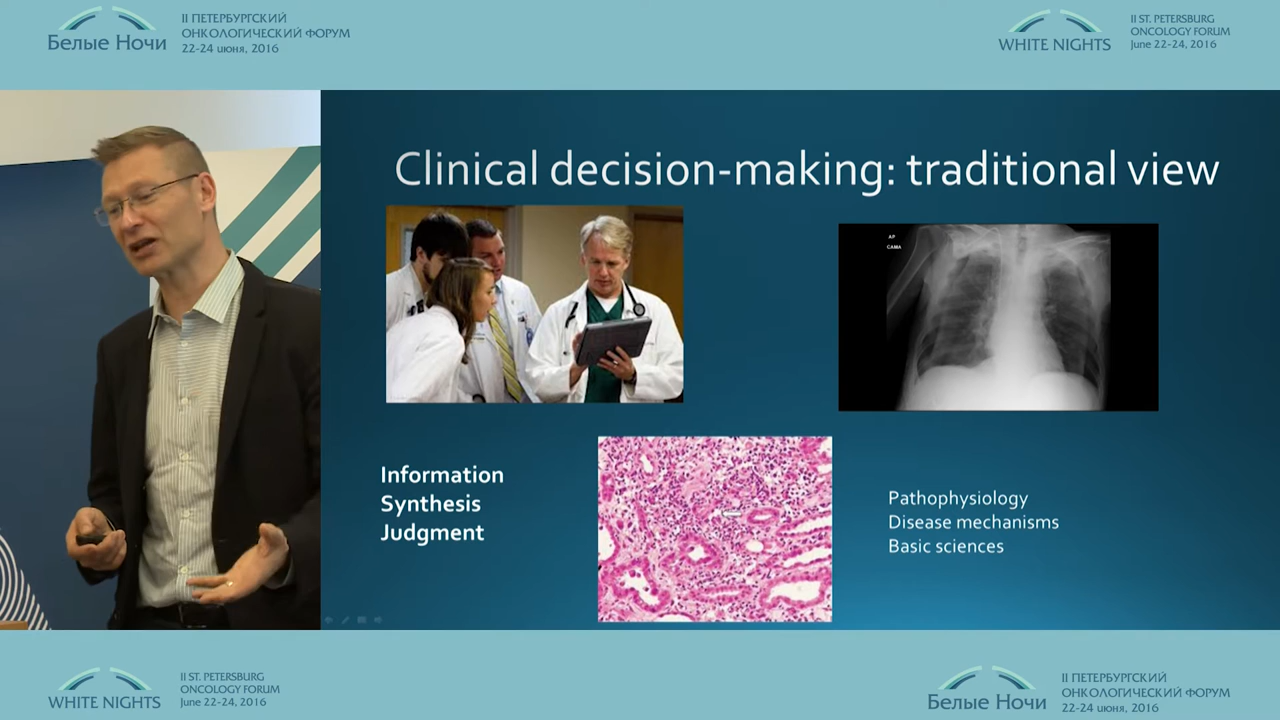 Белые Ночи
II ПЕТЕРБУРГСКИЙ
ОНКОЛОГИЧЕСКИЙ ФОРУМ
22-24 июня, 2016
WHITE NIGHTS
II ST. PETERSBURG
ONCOLOGY FORUM
June 22-24, 2016
Clinical decision-making: traditional view
AP
CAMA
Information
Synthesis
Judgment
Pathophysiology
Disease mechanisms
Basic sciences
WHITE NIGHTS
II ST. PETERSBURG
ONCOLOGY FORUM
June 22-24, 2016
Белые Ночи
II ПЕТЕРБУРГСКИЙ
ОНКОЛОГИЧЕСКИЙ ФОРУМ
22-24 июня, 2016